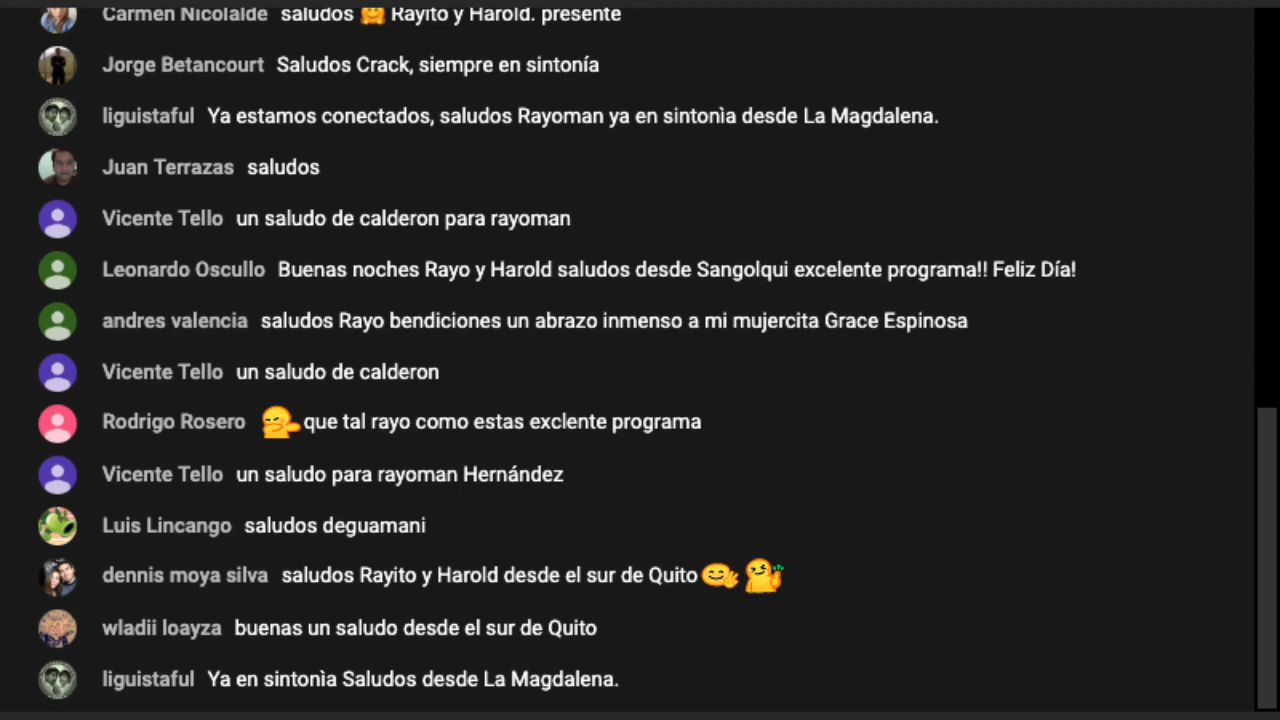 Carmen Nicolalde saludos 🤗 Rayito y Harold. presente
Jorge Betancourt Saludos Crack, siempre en sintonía
liguistaful Ya estamos conectados, saludos Rayoman ya en sintonìa desde La Magdalena.
Juan Terrazas saludos
Vicente Tello un saludo de calderon para rayoman
Leonardo Oscullo Buenas noches Rayo y Harold saludos desde Sangolqui excelente programa!! Feliz Día!
andres valencia saludos Rayo bendiciones un abrazo inmenso a mi mujercita Grace Espinosa
Vicente Tello un saludo de calderon
Rodrigo Rosero que tal rayo como estas exclente programa
Vicente Tello un saludo para rayoman Hernández
Luis Lincango saludos deguamani
dennis moya silva saludos Rayito y Harold desde el sur de Quito
wladii loayza buenas un saludo desde el sur de Quito
liguistaful Ya en sintonìa Saludos desde La Magdalena.